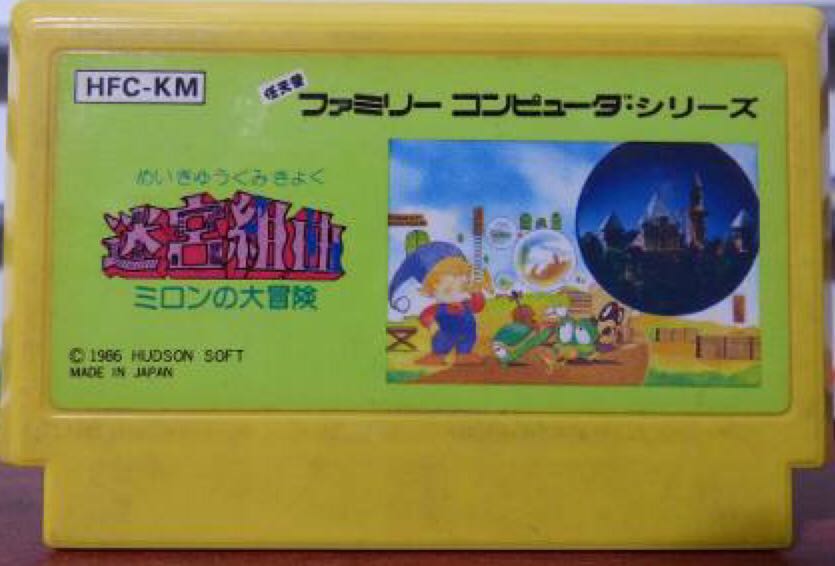 HFC-KM
任天堂
ファミリー コンピュータ・シリーズ
めいきゅうくみきょく
迷宮組曲
ミロンの大冒険
© 1986 HUDSON SOFT
MADE IN JAPAN